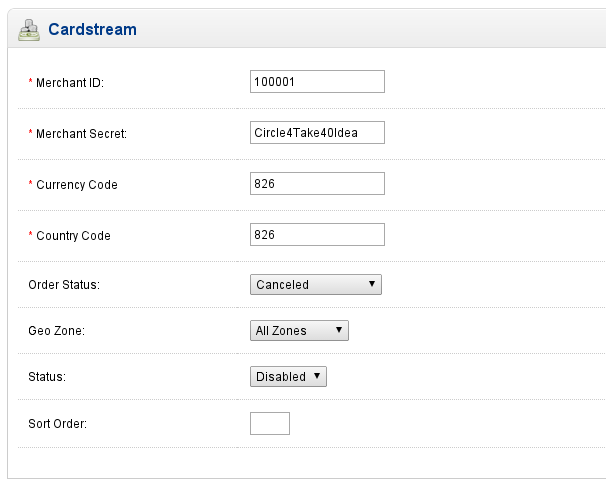 Cardstream
* Merchant ID: 100001
* Merchant Secret: Circle4Take40Idea
* Currency Code 826
* Country Code 826
Order Status: Canceled
Geo Zone: All Zones
Status: Disabled
Sort Order: